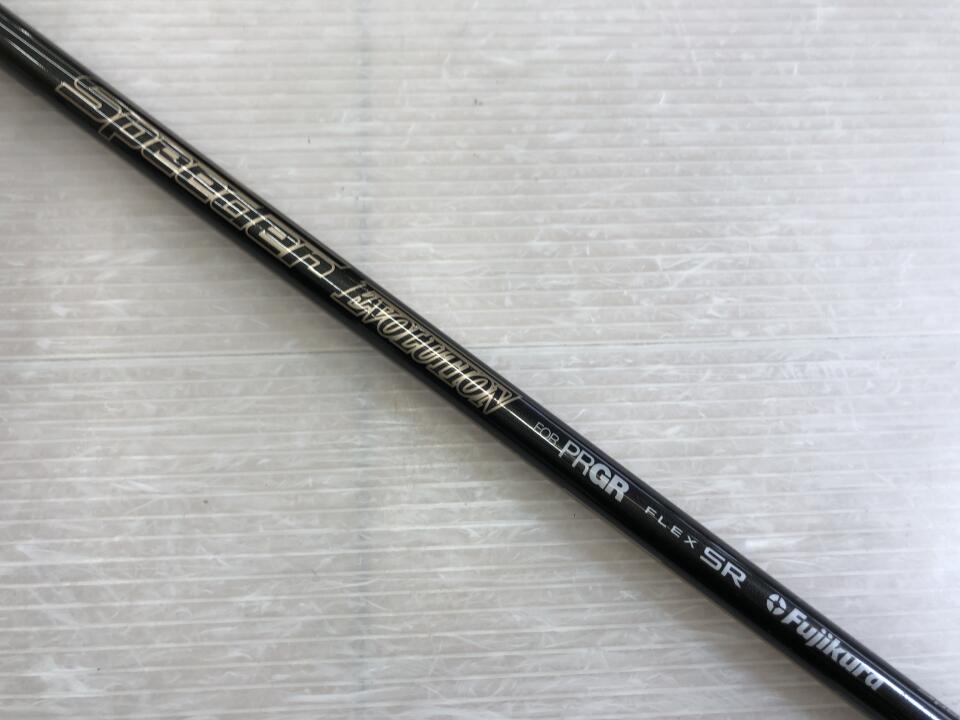 Speeder EVOLUTION FOR PRGR FLEX SR Fujikura